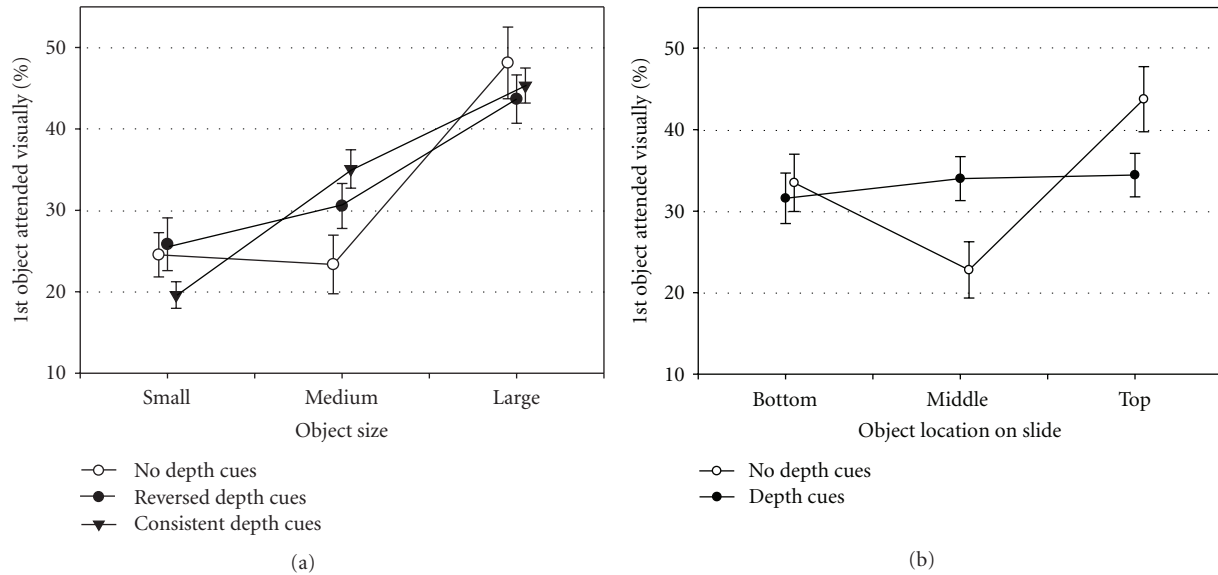 50
40
30
20
10
1st object attended visually (%)
Small Medium Large
Object size
No depth cues
Reversed depth cues
Consistent depth cues
(a)
50
40
30
20
10
1st object attended visually (%)
Bottom Middle Top
Object location on slide
No depth cues
Depth cues
(b)